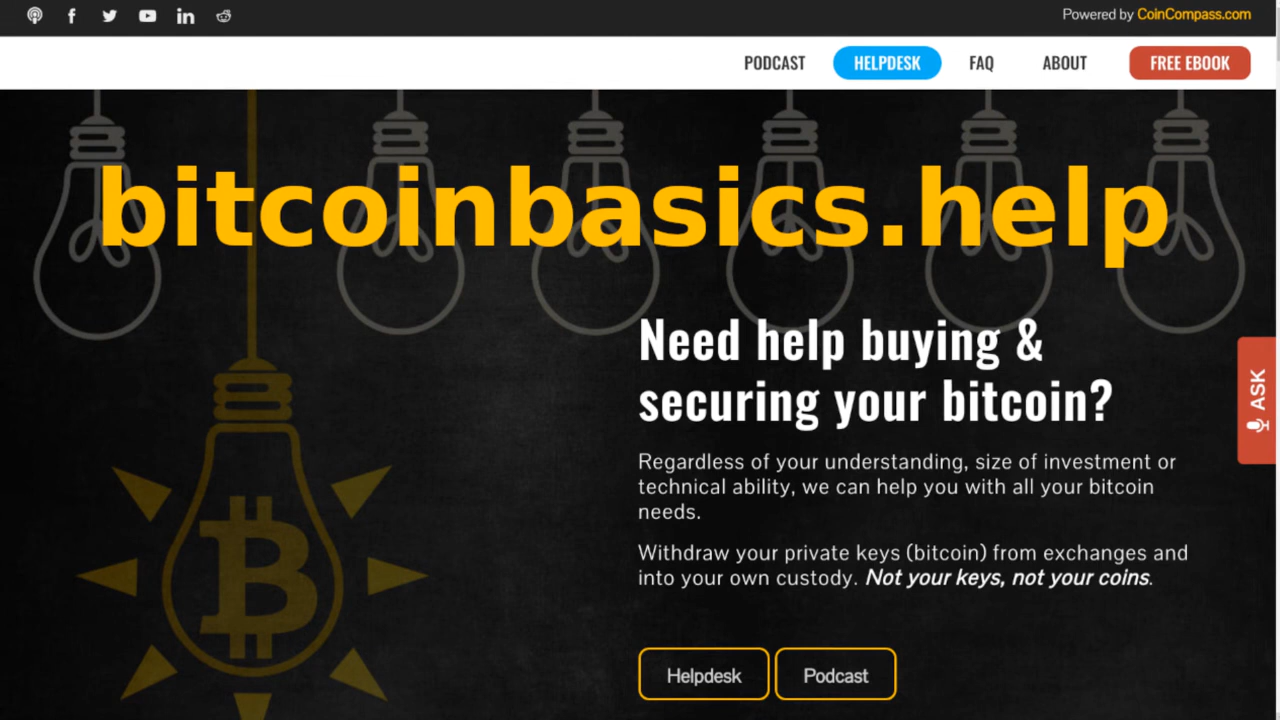 Powered by CoinCompass.com
PODCAST HELPDESK FAQ ABOUT FREE EBOOK
bitcoinbasics.help
Need help buying &
securing your bitcoin?
ASK
Regardless of your understanding, size of investment or
technical ability, we can help you with all your bitcoin
needs.
Withdraw your private keys (bitcoin) from exchanges and
into your own custody. Not your keys, not your coins.
Helpdesk Podcast